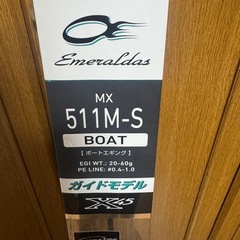 Emeraldas
MX
511M-S
BOAT
【ボートエギング】
EGI WT.: 20-60g
PE LINE: #0.4-1.0
ガイドモデル
X45